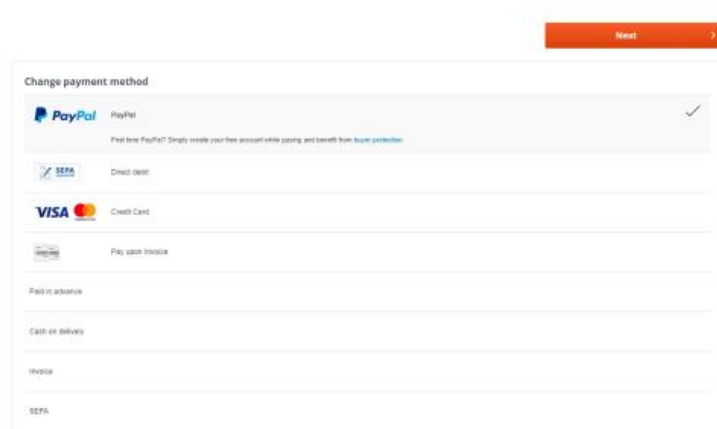 Next
Change payment method
PayPal PayPal
First time PayPal? Simply create your free account while paying and benefit from buyer protection.
SEPA Direct debit
VISA Credit Card
Pay upon Invoice
Paid in advance
Cash on delivery
Invoice
SEPA